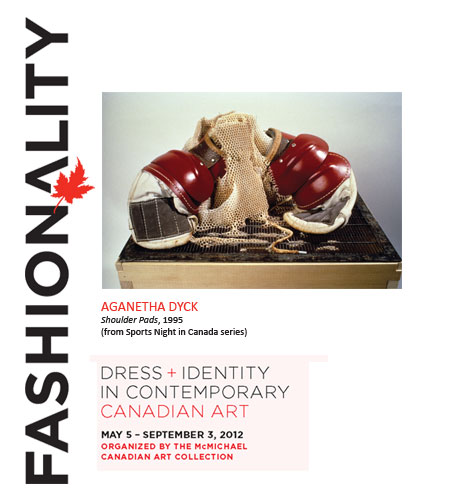 FASHIONALITY
AGANETHA DYCK
Shoulder Pads, 1995
(from Sports Night in Canada series)
DRESS + IDENTITY
IN CONTEMPORARY
CANADIAN ART
MAY 5 – SEPTEMBER 3, 2012
ORGANIZED BY THE McMICHAEL
CANADIAN ART COLLECTION